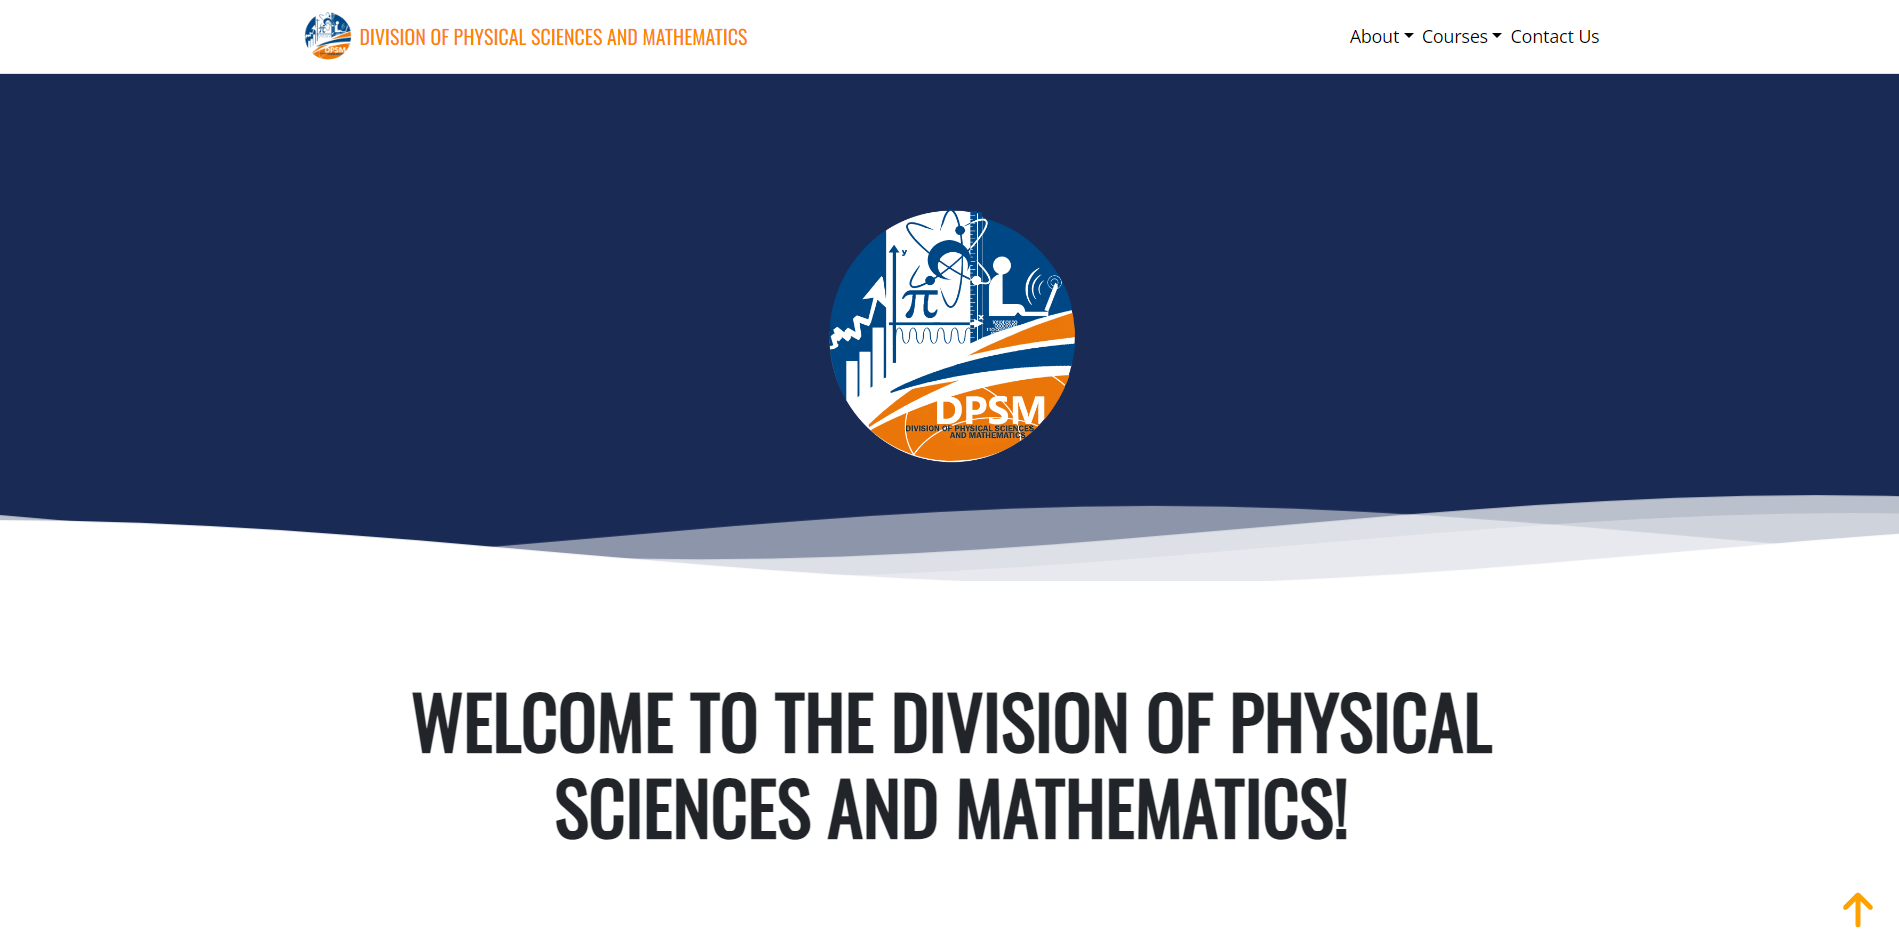 DPSM
DIVISION OF PHYSICAL SCIENCES AND MATHEMATICS
About
Courses
Contact Us
y
π
x
DPSM
DIVISION OF PHYSICAL SCIENCES
AND MATHEMATICS
WELCOME TO THE DIVISION OF PHYSICAL
SCIENCES AND MATHEMATICS!